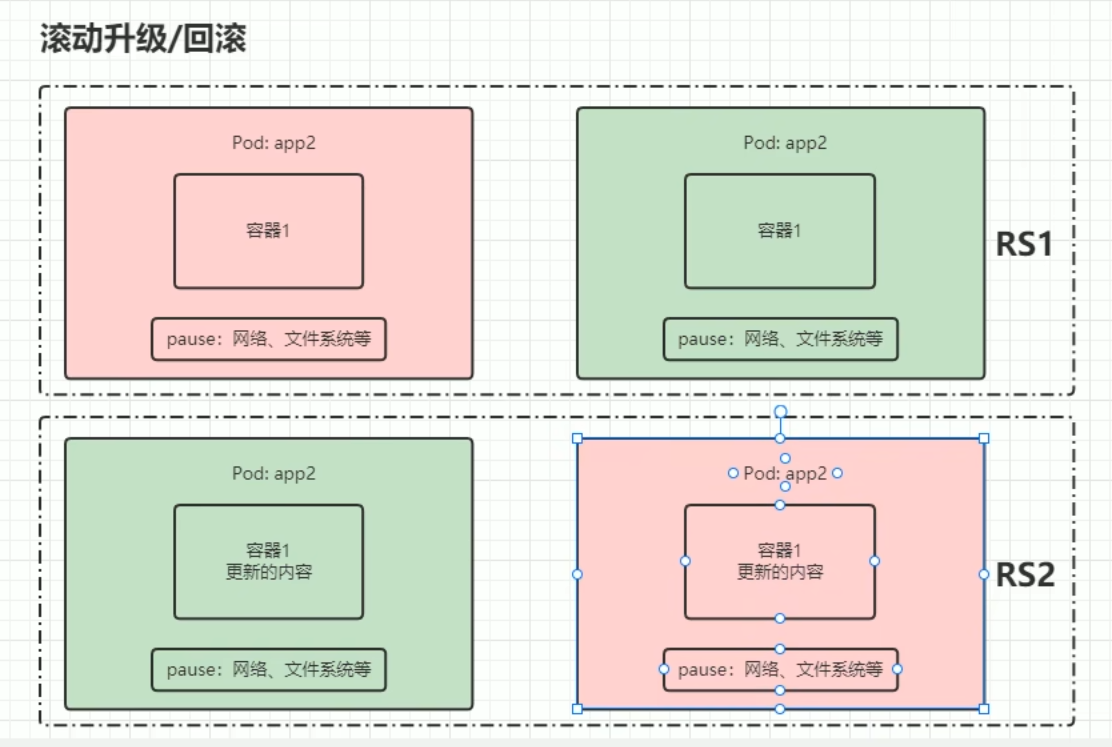 滚动升级/回滚
Pod: app2
容器1
pause：网络、文件系统等
Pod: app2
容器1
pause：网络、文件系统等
RS1
Pod: app2
容器1
更新的内容
pause：网络、文件系统等
Pod: app2
容器1
更新的内容
pause：网络、文件系统等
RS2